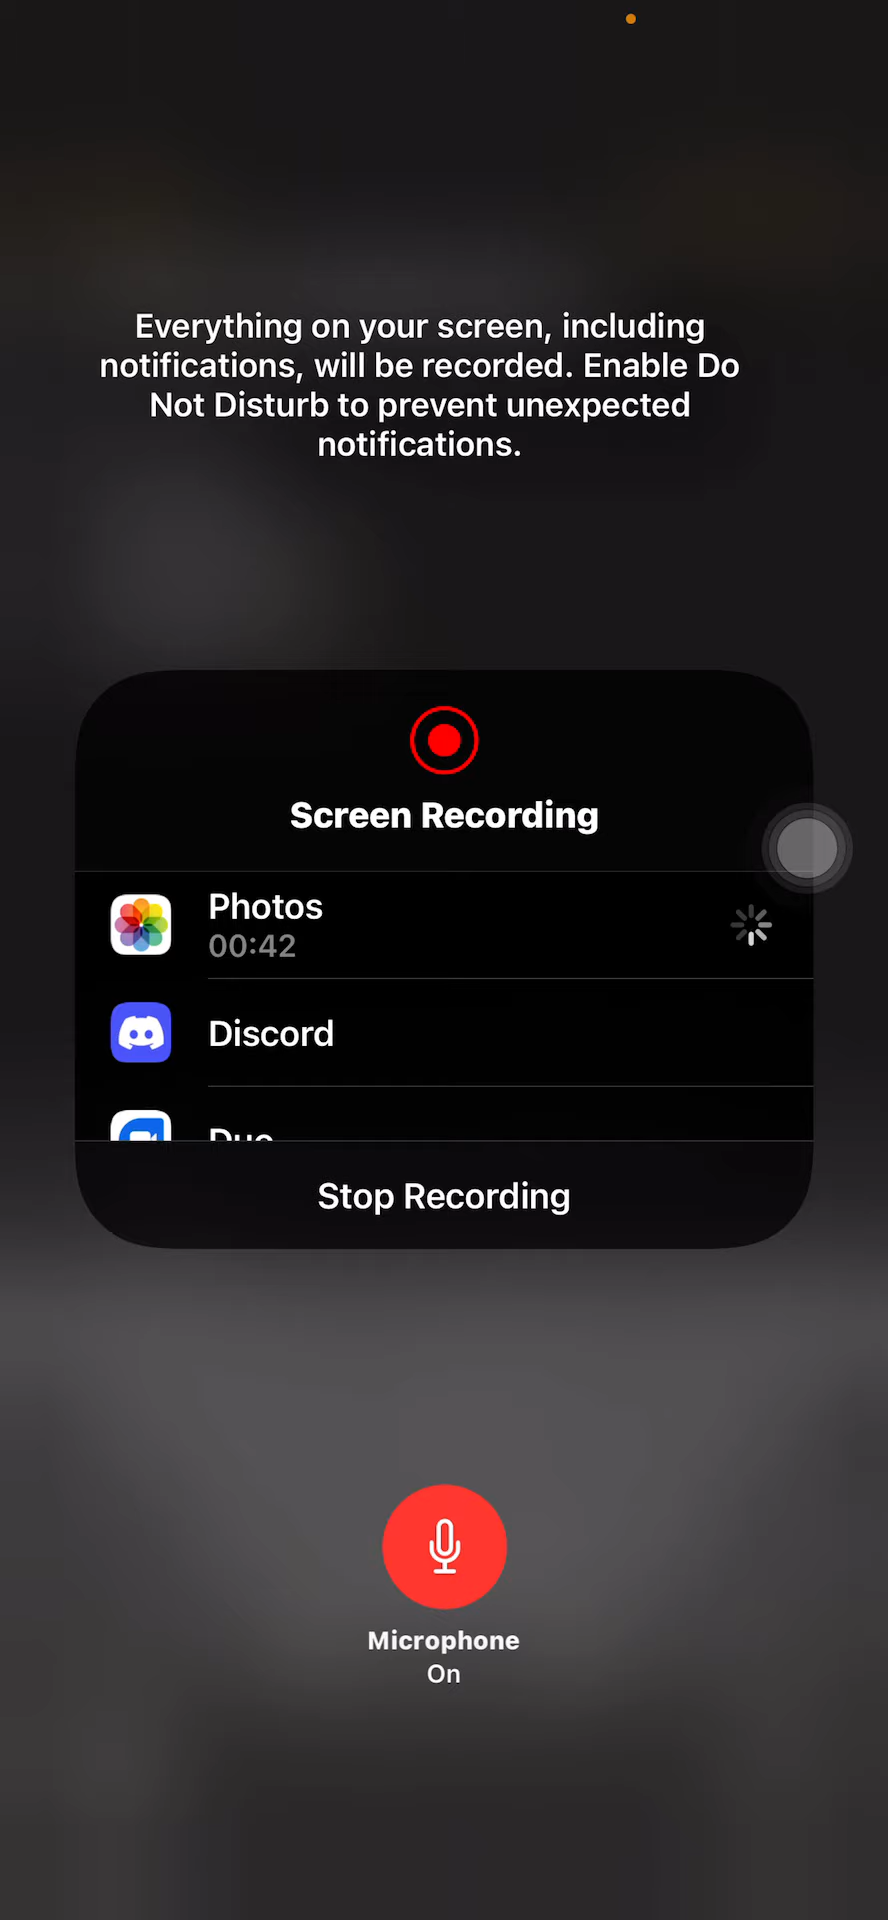 Everything on your screen, including
notifications, will be recorded. Enable Do
Not Disturb to prevent unexpected
notifications.
Screen Recording
Photos
00:42
Discord
Duo
Stop Recording
Microphone
On